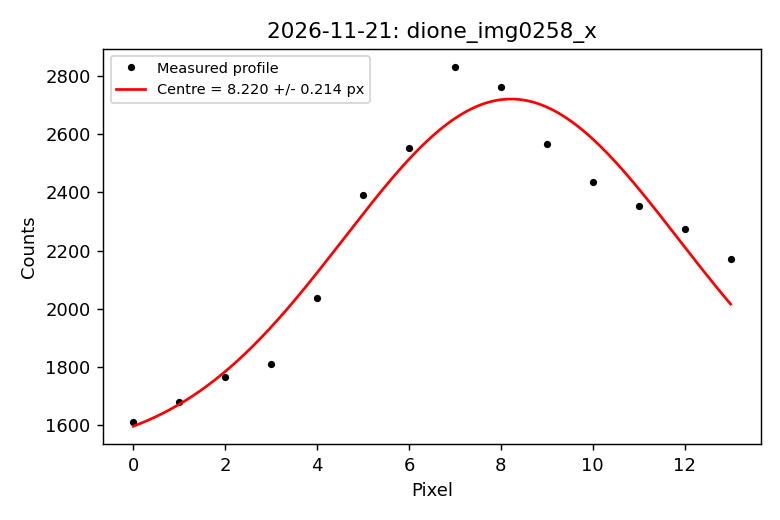 2026-11-21: dione_img0258_x
Measured profile
Centre = 8.220 +/- 0.214 px
Counts
2800
2600
2400
2200
2000
1800
1600
0 2 4 6 8 10 12
Pixel